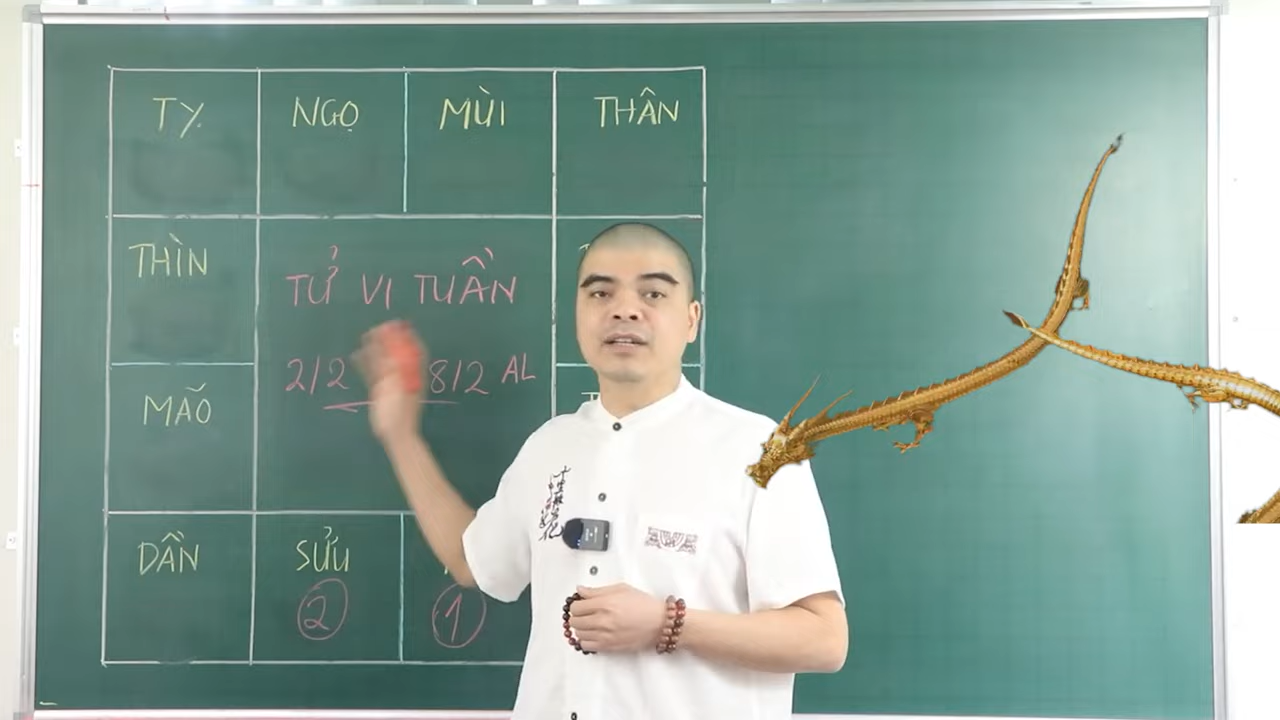 TỴ NGỌ MÙI THÂN
THÌN
TỬ VI TUẦN
2/2 8/2 AL
MÃO
DẦN SỬU
2 1